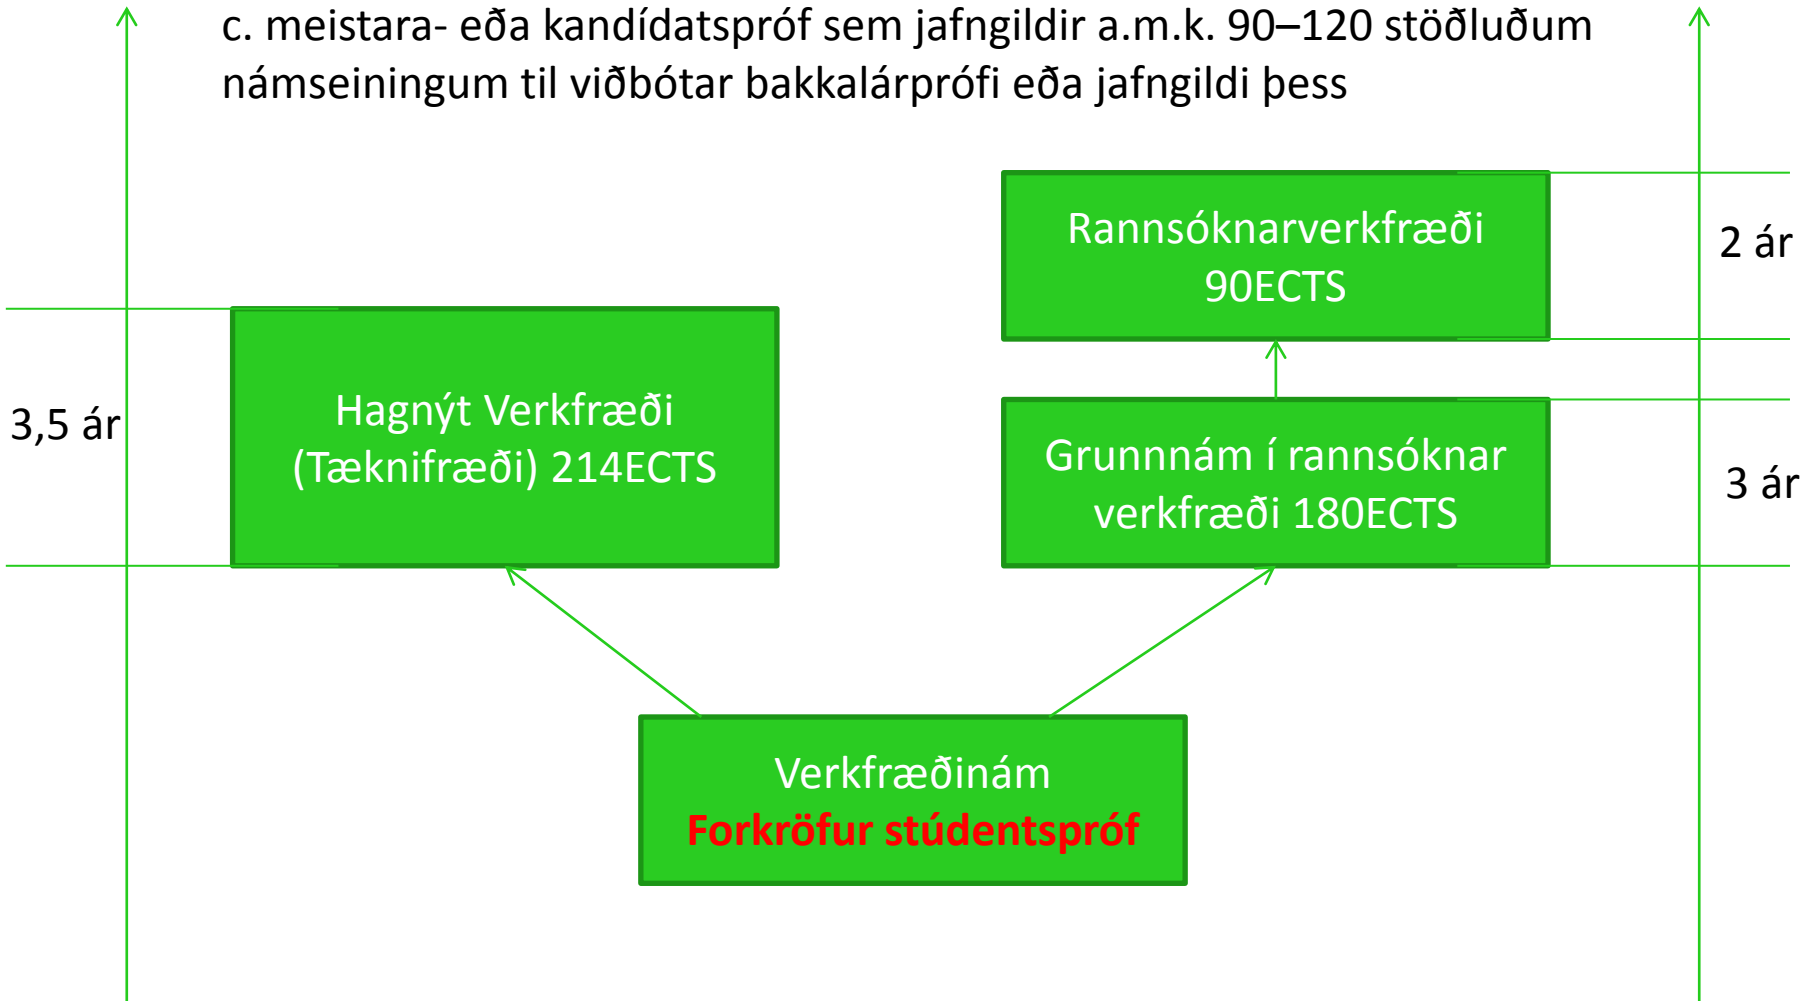 c. meistara- eða kandídatspróf sem jafngildir a.m.k. 90–120 stöðluðum
námseiningum til viðbótar bakkalárprófi eða jafngildi þess
Rannsóknarverkfræði
90ECTS
2 ár
3,5 ár
Hagnýt Verkfræði
(Tæknifræði) 214ECTS
Grunnnám í rannsóknar
verkfræði 180ECTS
3 ár
Verkfræðinám
Forkröfur stúdentspróf